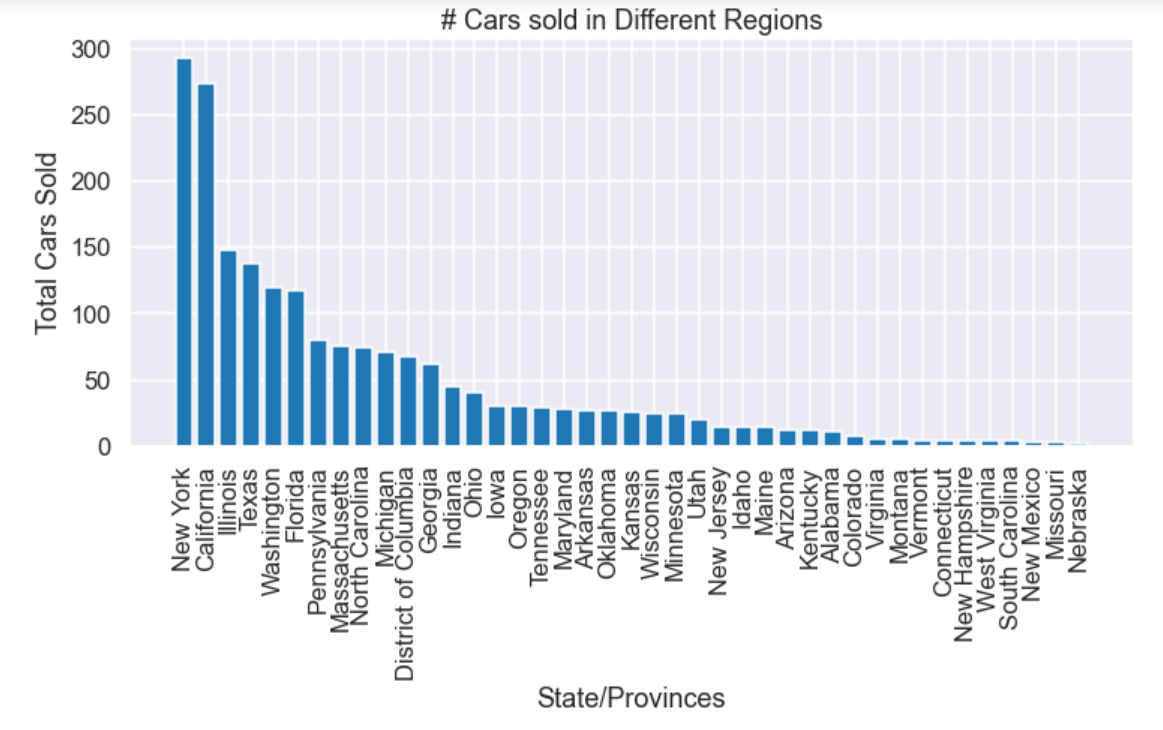 # Cars sold in Different Regions
300
250
200
150
100
50
0
Total Cars Sold
New York
California
Illinois
Texas
Washington
Florida
Pennsylvania
Massachusetts
North Carolina
Michigan
District of Columbia
Georgia
Indiana
Ohio
Iowa
Oregon
Tennessee
Maryland
Arkansas
Oklahoma
Kansas
Wisconsin
Minnesota
Utah
New Jersey
Idaho
Maine
Arizona
Kentucky
Alabama
Colorado
Virginia
Montana
Vermont
Connecticut
New Hampshire
West Virginia
South Carolina
New Mexico
Missouri
Nebraska
State/Provinces